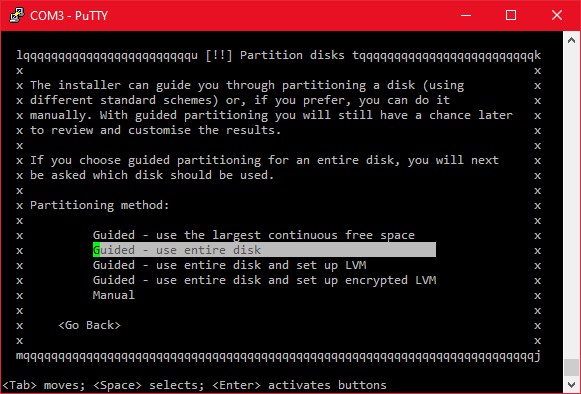 COM3 - PuTTY
lqqqqqqqqqqqqqqqqqqqqqqqqu [!!] Partition disks tqqqqqqqqqqqqqqqqqqqqqqqqk
x x
x The installer can guide you through partitioning a disk (using x
x different standard schemes) or, if you prefer, you can do it x
x manually. With guided partitioning you will still have a chance later x
x to review and customise the results. x
x x
x If you choose guided partitioning for an entire disk, you will next x
x be asked which disk should be used. x
x x
x Partitioning method: x
x x
x Guided - use the largest continuous free space x
x Guided - use entire disk x
x Guided - use entire disk and set up LVM x
x Guided - use entire disk and set up encrypted LVM x
x Manual x
x x
x <Go Back> x
x x
mqqqqqqqqqqqqqqqqqqqqqqqqqqqqqqqqqqqqqqqqqqqqqqqqqqqqqqqqqqqqqqqqqqqqqqqqqj
<Tab> moves; <Space> selects; <Enter> activates buttons